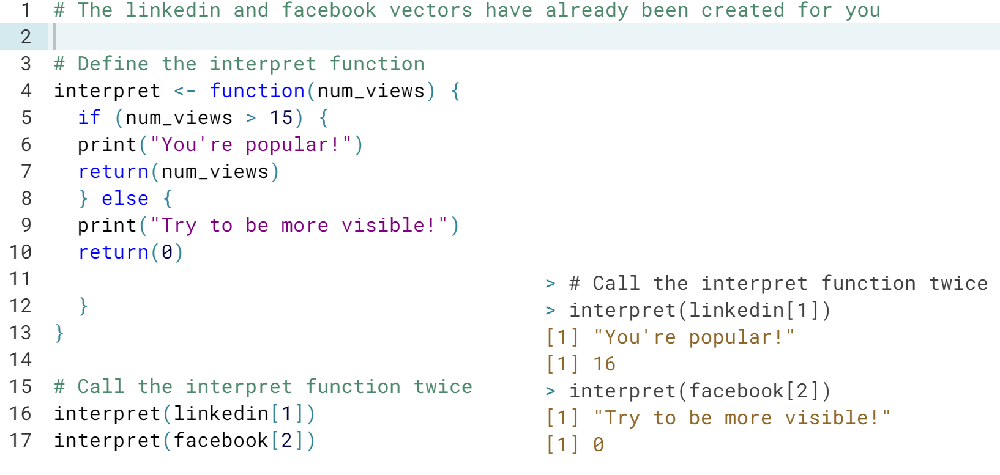 1 # The linkedin and facebook vectors have already been created for you
2
3 # Define the interpret function
4 interpret <- function(num_views) {
5   if (num_views > 15) {
6   print("You're popular!")
7   return(num_views)
8   } else {
9   print("Try to be more visible!")
10   return(0)
11
12   }
13 }
14
15 # Call the interpret function twice
16 interpret(linkedin[1])
17 interpret(facebook[2])
> # Call the interpret function twice
> interpret(linkedin[1])
[1] "You're popular!"
[1] 16
> interpret(facebook[2])
[1] "Try to be more visible!"
[1] 0